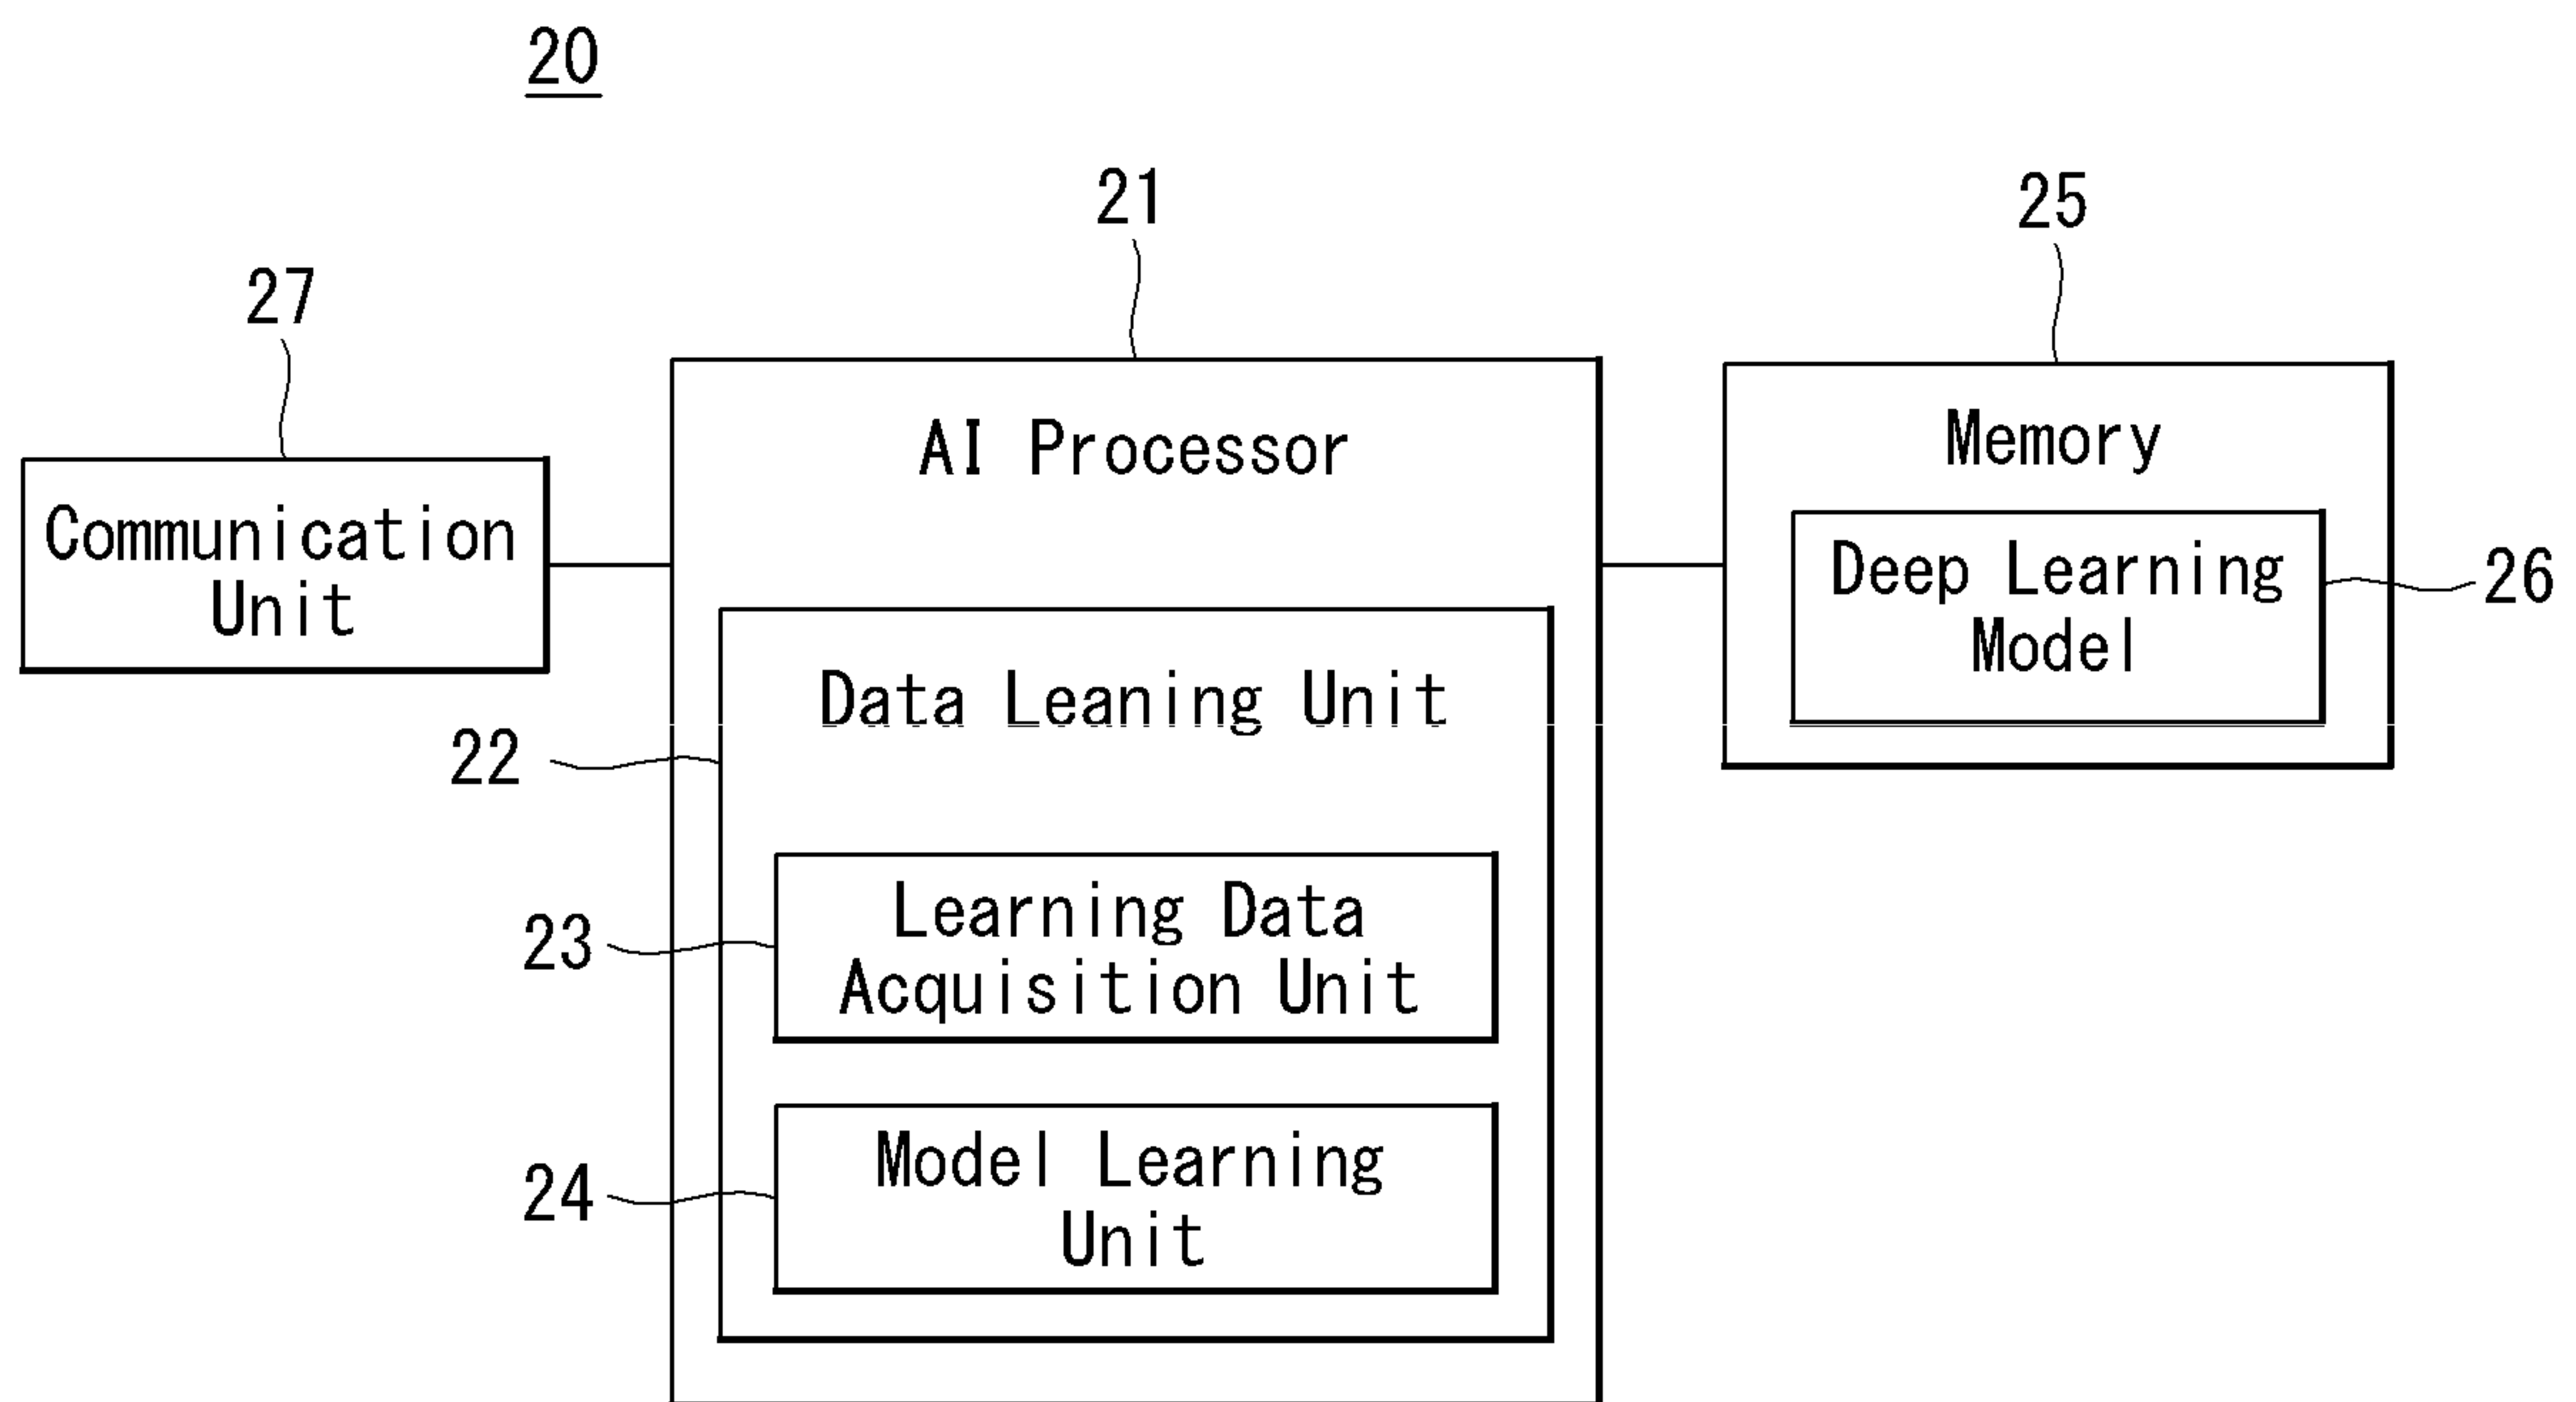 20
21
25
27
AI Processor
Memory
Communication
Unit
Deep Learning
Model
26
Data Leaning Unit
22
Learning Data
Acquisition Unit
23
Model Learning
Unit
24